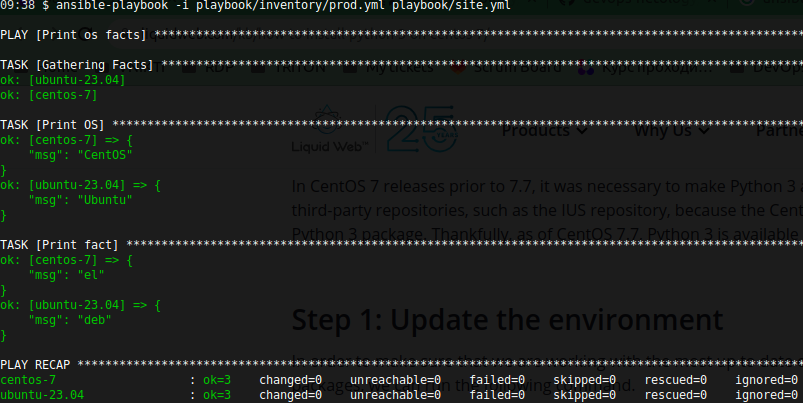 09:38 $ ansible-playbook -i playbook/inventory/prod.yml playbook/site.yml
PLAY [Print Os facts] ************************************************************************************
TASK [Gathering Facts] ***********************************************************************************
ok: [ubuntu-23.04]
ok: [centos-7]
TASK [Print OS] ******************************************************************************************
ok: [centos-7] => {
    "msg": "CentOS"
}
ok: [ubuntu-23.04] => {
    "msg": "Ubuntu"
}
TASK [Print fact] ****************************************************************************************
ok: [centos-7] => {
    "msg": "el"
}
ok: [ubuntu-23.04] => {
    "msg": "deb"
}
PLAY RECAP ***********************************************************************************************
centos-7                   : ok=3    changed=0    unreachable=0    failed=0    skipped=0    rescued=0    ignored=0
ubuntu-23.04               : ok=3    changed=0    unreachable=0    failed=0    skipped=0    rescued=0    ignored=0
My tickets
Liquid Web
25
YEARS
Products
Why Us
Partne
In CentOS 7 releases prior to 7.7, it was necessary to make Python 3 a
third-party repositories, such as the IUS repository, because the Cent
Python 3 package. Thankfully, as of CentOS 7.7, Python 3 is available
Step 1: Update the environment